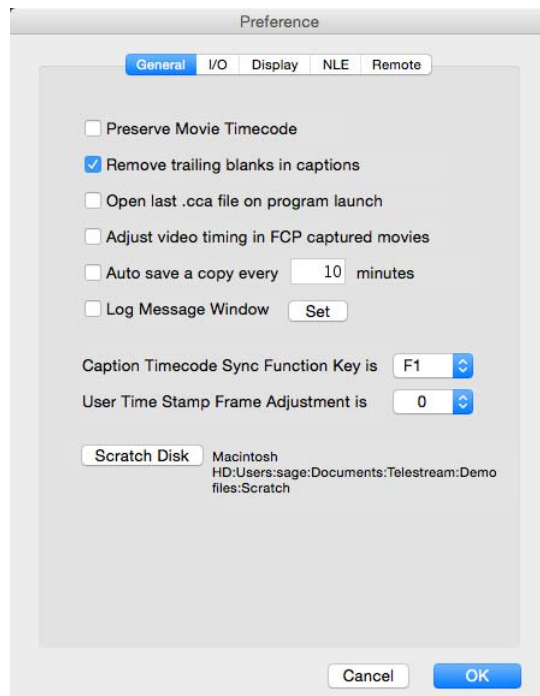 Preference
General I/O Display NLE Remote
Preserve Movie Timecode
Remove trailing blanks in captions
Open last .cca file on program launch
Adjust video timing in FCP captured movies
Auto save a copy every 10 minutes
Log Message Window Set
Caption Timecode Sync Function Key is F1
User Time Stamp Frame Adjustment is 0
Scratch Disk Macintosh
HD:Users:sage:Documents:Telestream:Demo
files:Scratch
Cancel OK